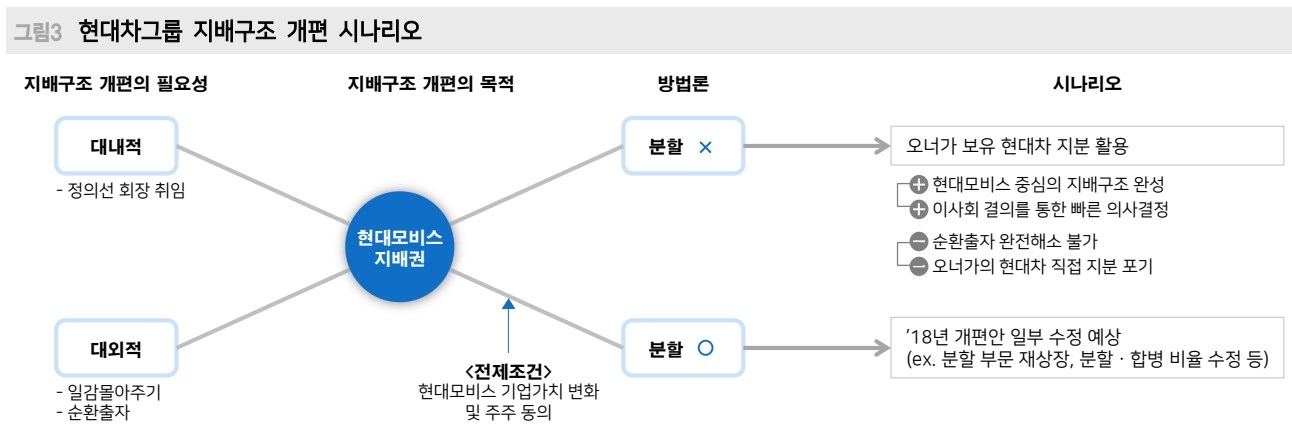 그림3 현대차그룹 지배구조 개편 시나리오
지배구조 개편의 필요성
지배구조 개편의 목적
방법론
시나리오
대내적
- 정의선 회장 취임
대외적
- 일감몰아주기
- 순환출자
현대모비스
지배권
<전제조건>
현대모비스 기업가치 변화
및 주주 동의
분할 ×
오너가 보유 현대차 지분 활용
+ 현대모비스 중심의 지배구조 완성
+ 이사회 결의를 통한 빠른 의사결정
− 순환출자 완전해소 불가
− 오너가의 현대차 직접 지분 포기
분할 ○
’18년 개편안 일부 수정 예상
(ex. 분할 부문 재상장, 분할 · 합병 비율 수정 등)